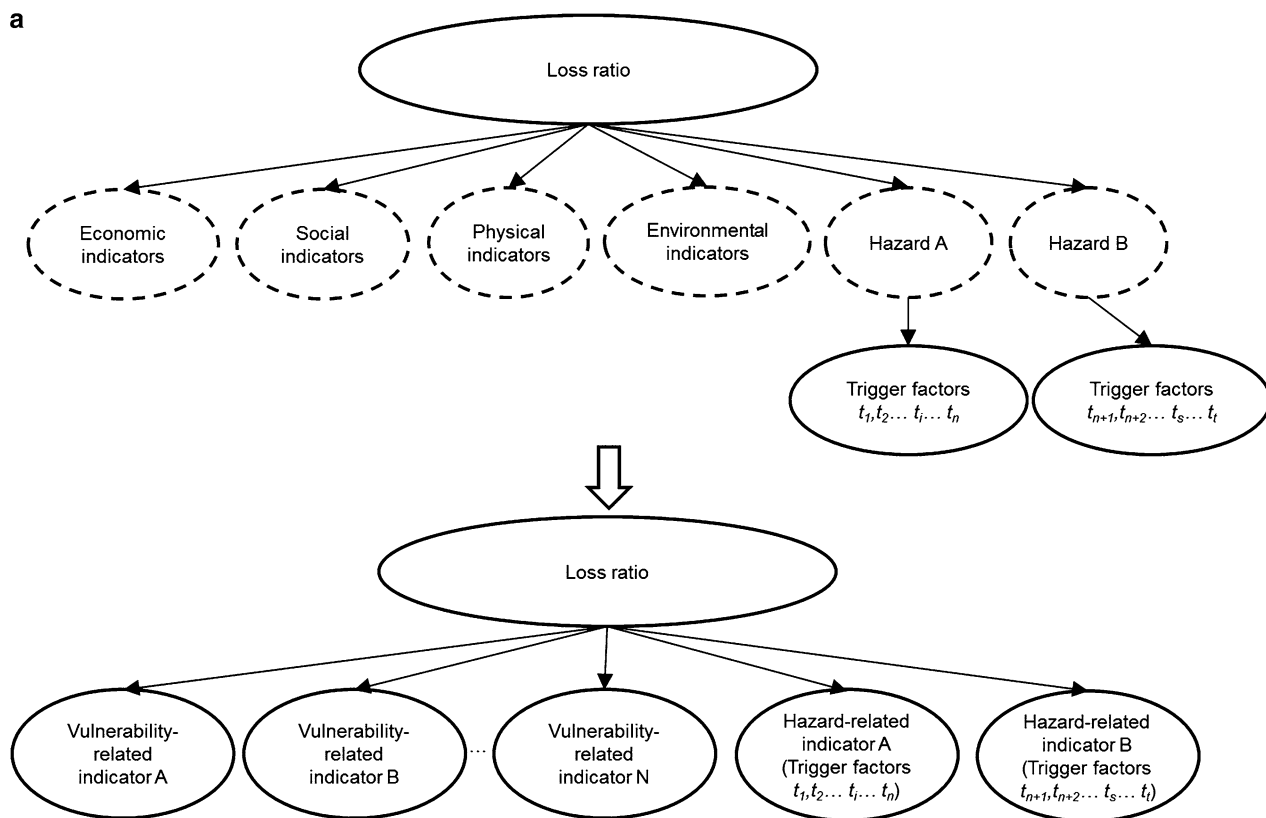 a
Loss ratio
Economic
indicators
Social
indicators
Physical
indicators
Environmental
indicators
Hazard A
Hazard B
Trigger factors
t1,t2… ti… tn
Trigger factors
tn+1,tn+2… ts… tt
Loss ratio
Vulnerability-
related
indicator A
Vulnerability-
related
indicator B
…
Vulnerability-
related
indicator N
Hazard-related
indicator A
(Trigger factors
t1,t2… ti… tn)
Hazard-related
indicator B
(Trigger factors
tn+1,tn+2… ts… tt)